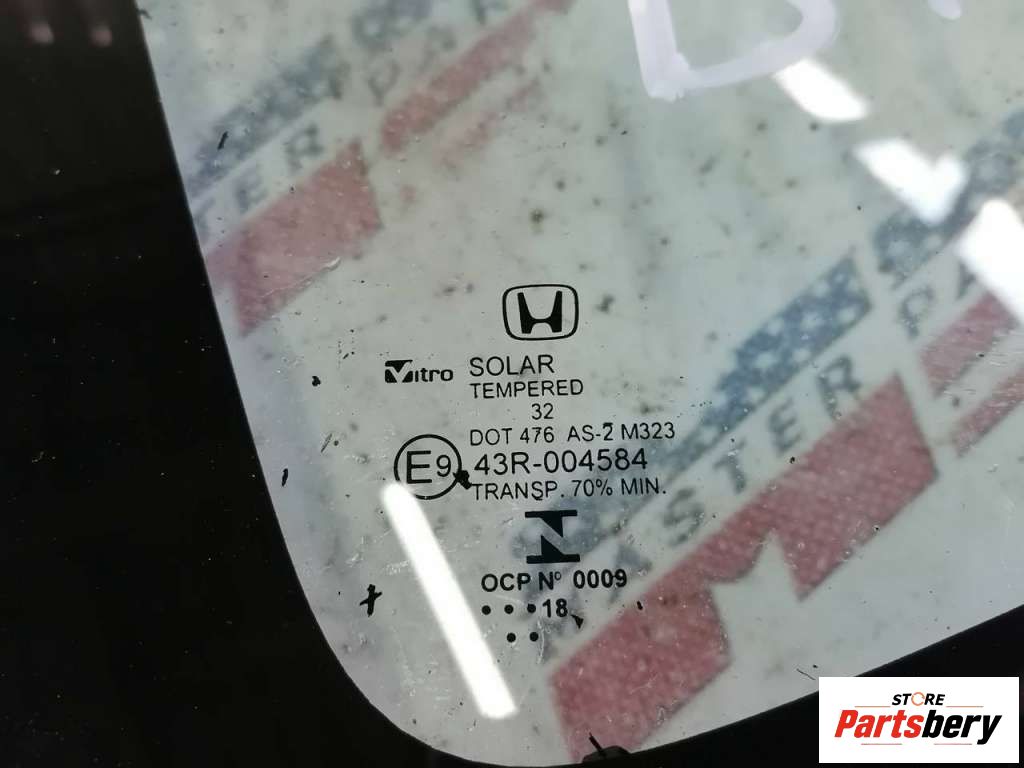 Vitro SOLAR
TEMPERED
32
DOT 476 AS-2 M323
E9 43R-004584
TRANSP. 70% MIN.
N
OCP Nº 0009
• • • 18
• •
STORE
Partsbery